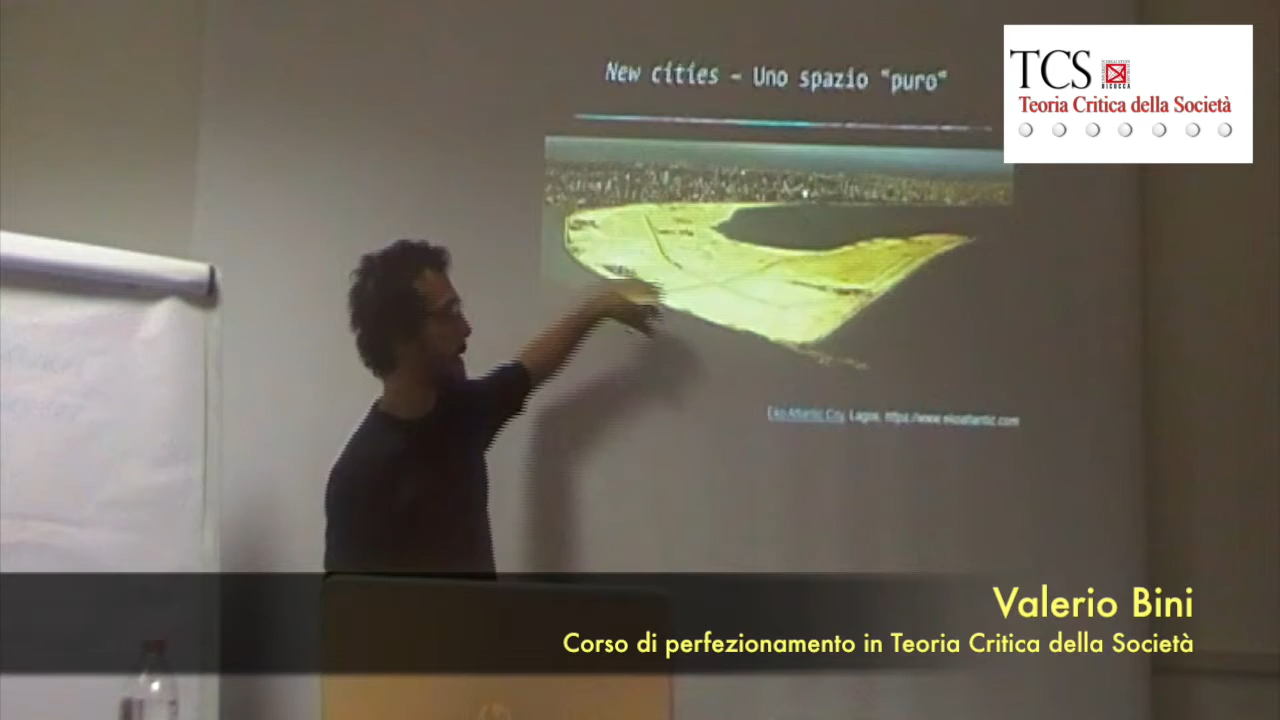 New cities - Uno spazio "puro"
TCS
BICOCCA
Teoria Critica della Società
Eko Atlantic City, Lagos, https://www.ekoatlantic.com
Valerio Bini
Corso di perfezionamento in Teoria Critica della Società